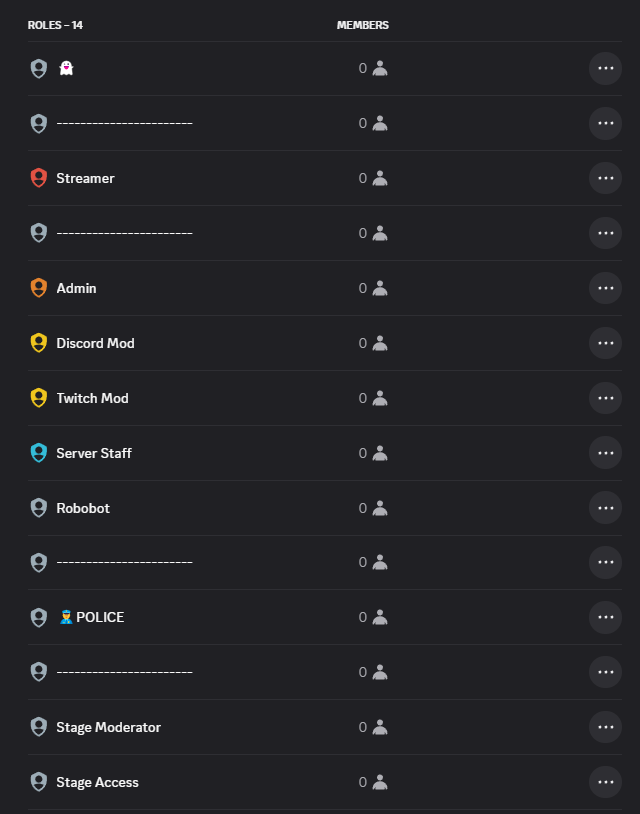 ROLES – 14 MEMBERS
👻 0
----------------------- 0
Streamer 0
----------------------- 0
Admin 0
Discord Mod 0
Twitch Mod 0
Server Staff 0
Robobot 0
----------------------- 0
👮POLICE 0
----------------------- 0
Stage Moderator 0
Stage Access 0